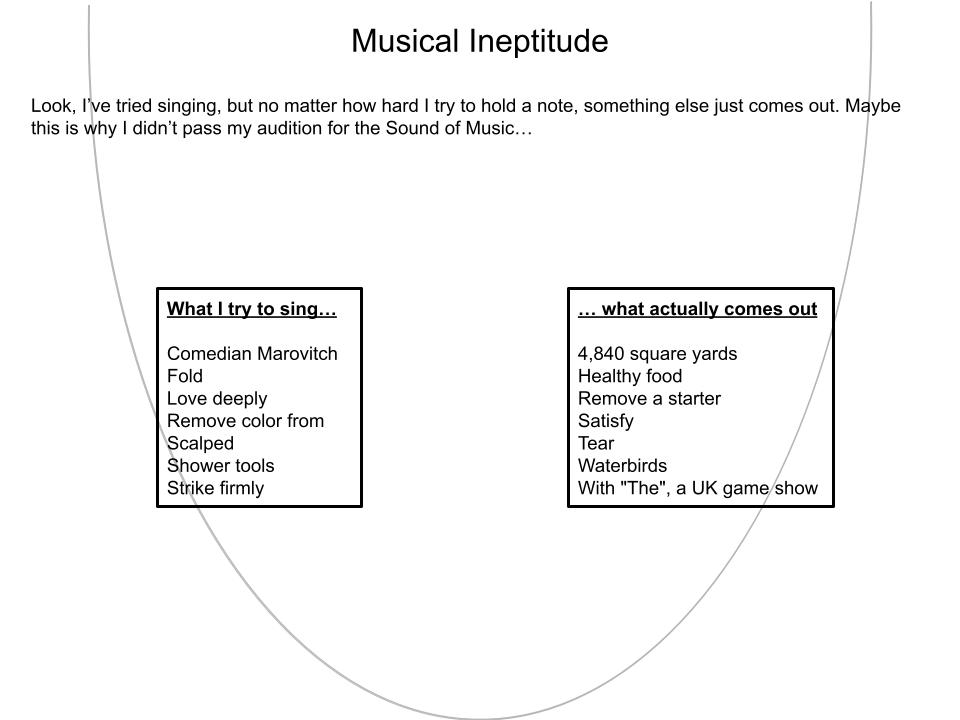 Musical Ineptitude
Look, I’ve tried singing, but no matter how hard I try to hold a note, something else just comes out. Maybe
this is why I didn’t pass my audition for the Sound of Music…
What I try to sing…
Comedian Marovitch
Fold
Love deeply
Remove color from
Scalped
Shower tools
Strike firmly
… what actually comes out
4,840 square yards
Healthy food
Remove a starter
Satisfy
Tear
Waterbirds
With "The", a UK game show